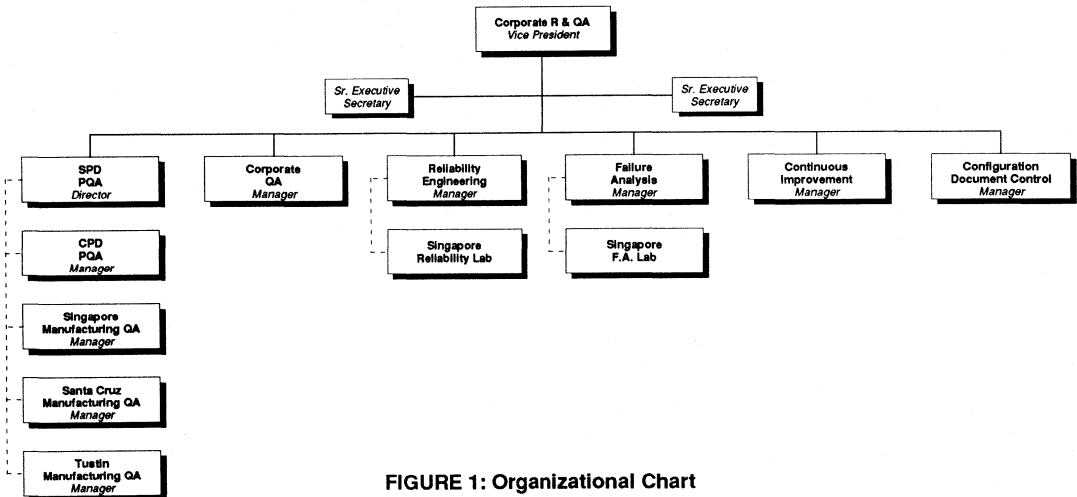 Corporate R & QA
Vice President
Sr. Executive
Secretary
Sr. Executive
Secretary
SPD
PQA
Director
Corporate
QA
Manager
Reliability
Engineering
Manager
Failure
Analysis
Manager
Continuous
Improvement
Manager
Configuration
Document Control
Manager
CPD
PQA
Manager
Singapore
Reliability Lab
Singapore
F.A. Lab
Singapore
Manufacturing QA
Manager
Santa Cruz
Manufacturing QA
Manager
Tustin
Manufacturing QA
Manager
FIGURE 1: Organizational Chart